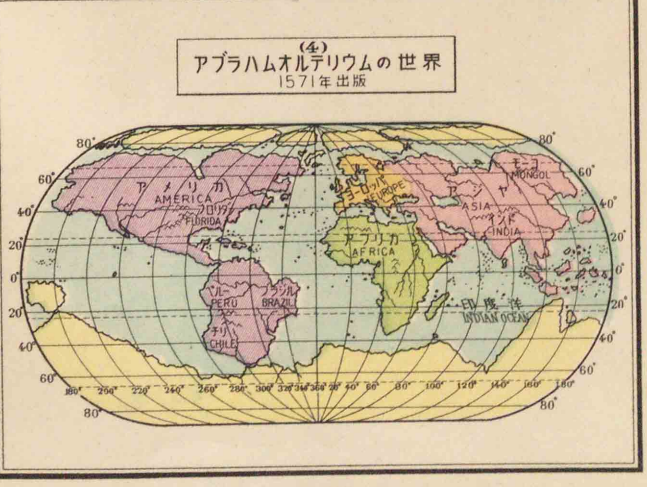 (4)
アブラハムオルテリウムの世界
1571年出版
80°
80°
60°
60°
40°
40°
20°
20°
0°
0°
20°
20°
40°
40°
60°
60°
80°
80°
アメリカ
AMERICA
フロリダ
FLORIDA
ヨーロッパ
EUROPE
モーコ
MONGOL
アシヤ
ASIA
インド
INDIA
アフリカ
AFRICA
ペルー
PERU
ブラジル
BRAZIL
チリ
CHILE
印度洋
INDIAN OCEAN
180°
200°
220°
240°
260°
280°
300°
320°
340°
360°
20°
40°
60°
80°
100°
120°
140°
160°
180°